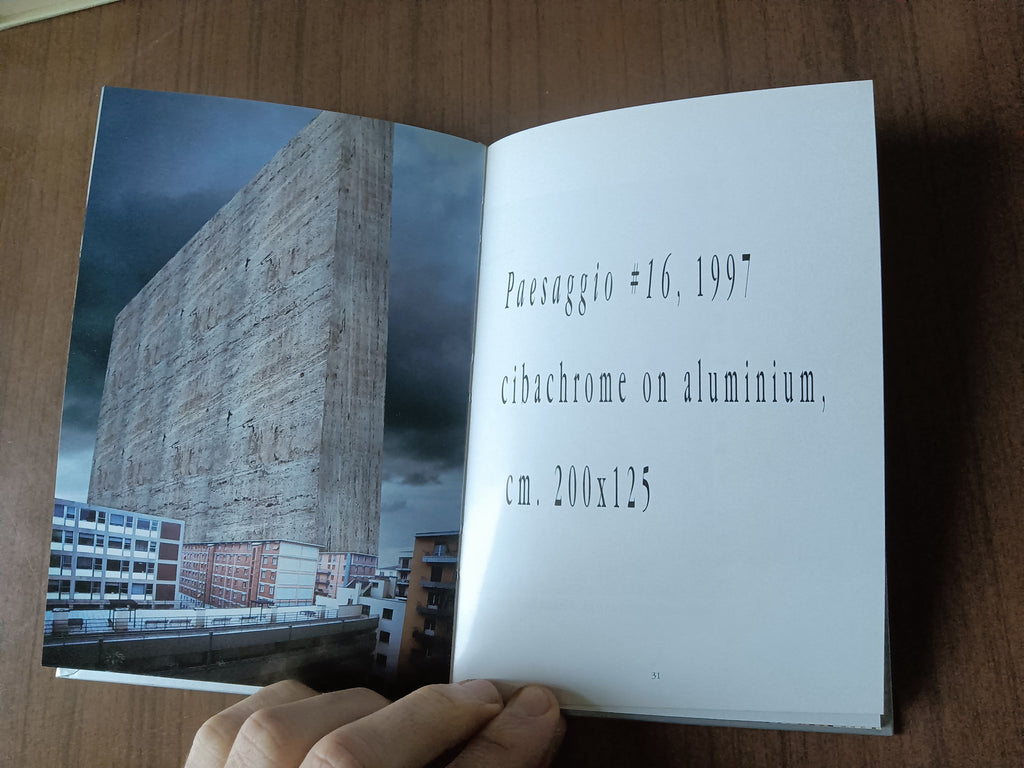 Paesaggio #16, 1997
cibachrome on aluminium,
cm. 200x125
31